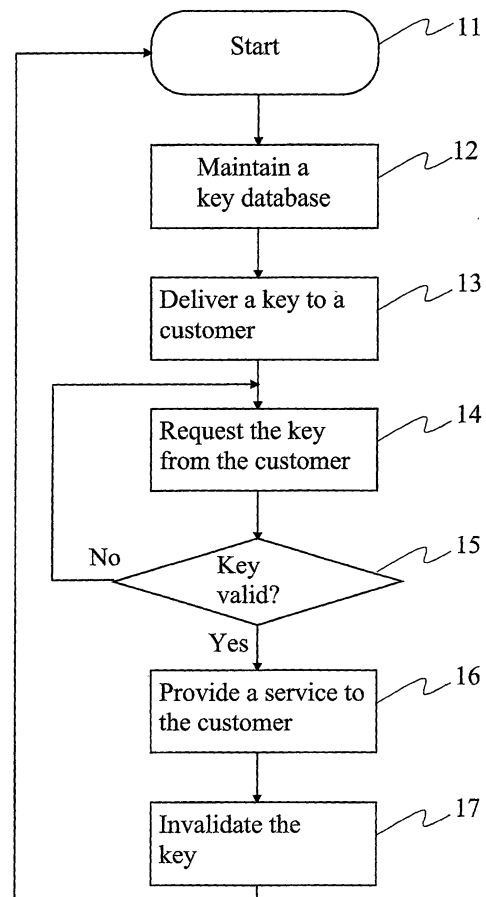 Start
11
Maintain a
key database
12
Deliver a key to a
customer
13
Request the key
from the customer
14
Key
valid?
15
No
Yes
Provide a service to
the customer
16
Invalidate the
key
17